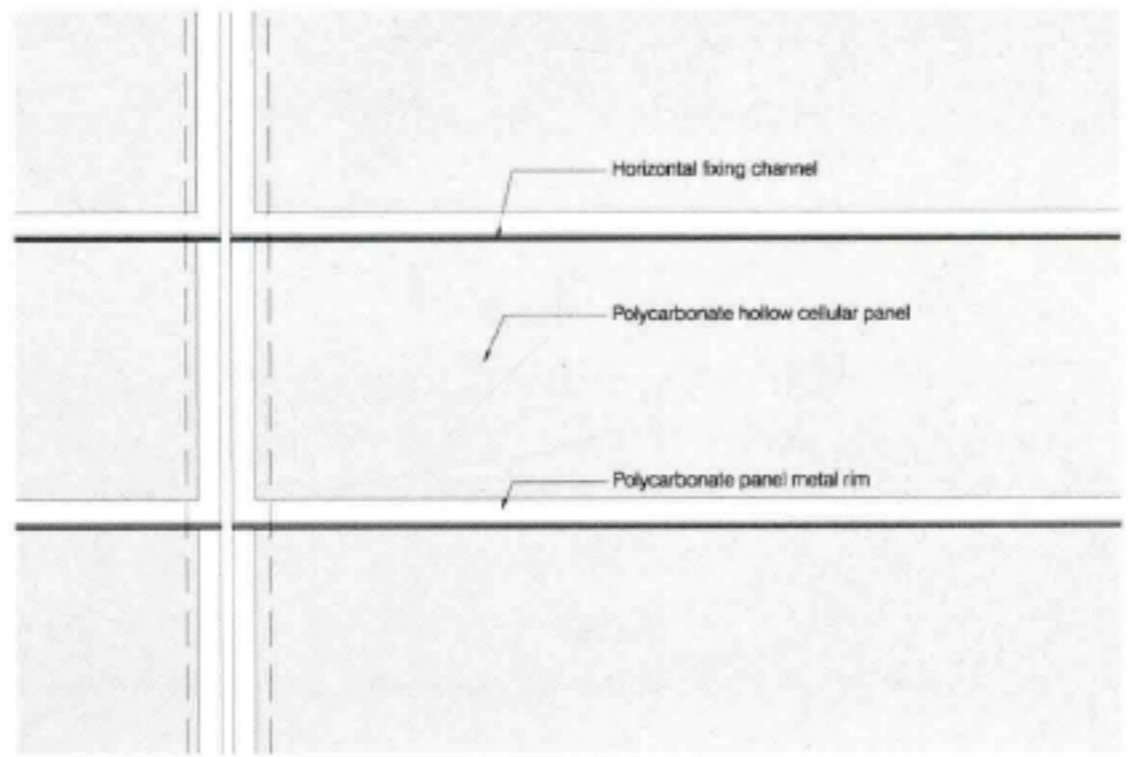 Horizontal fixing channel
Polycarbonate hollow cellular panel
Polycarbonate panel metal rim